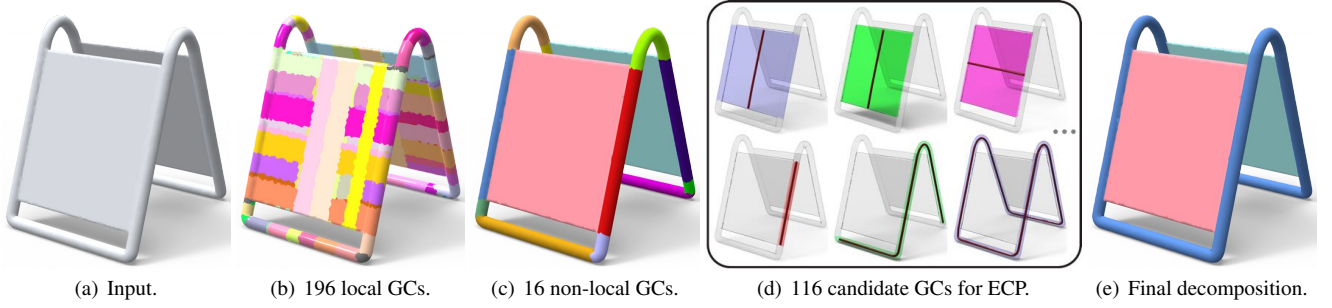 (a) Input.
(b) 196 local GCs.
(c) 16 non-local GCs.
(d) 116 candidate GCs for ECP.
(e) Final decomposition.